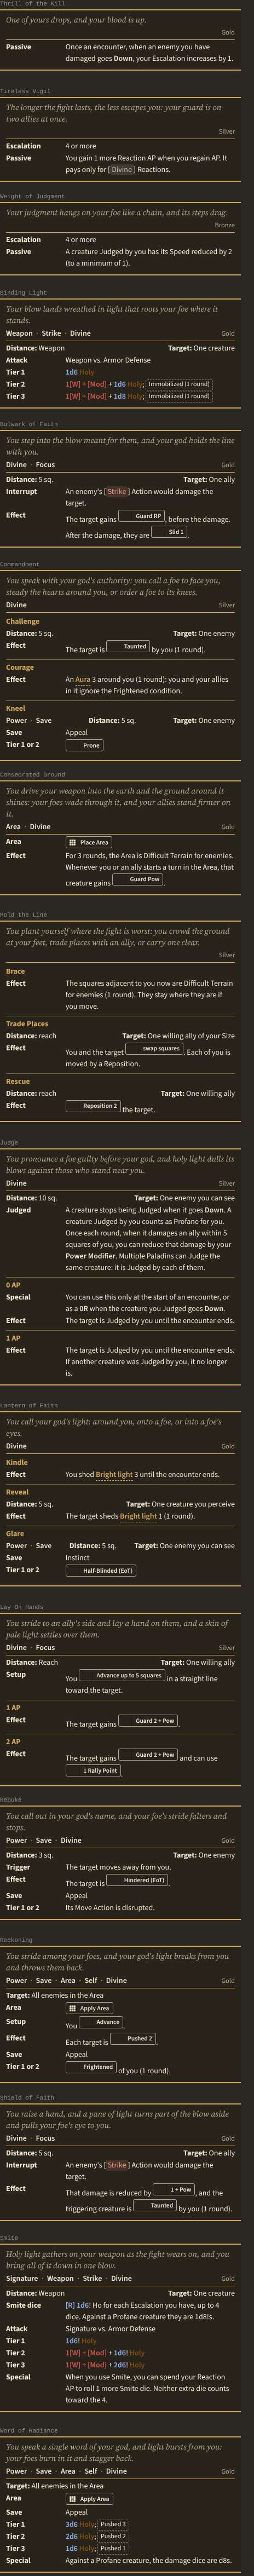 Thrill of the Kill
One of yours drops, and your blood is up.
Gold
Passive Once an encounter, when an enemy you have
damaged goes Down, your Escalation increases by 1.
Tireless Vigil
The longer the fight lasts, the less escapes you: your guard is on
two allies at once.
Silver
Escalation 4 or more
Passive You gain 1 more Reaction AP when you regain AP. It
pays only for [Divine] Reactions.
Weight of Judgment
Your judgment hangs on your foe like a chain, and its steps drag.
Bronze
Escalation 4 or more
Passive A creature Judged by you has its Speed reduced by 2
(to a minimum of 1).
Binding Light
Your blow lands wreathed in light that roots your foe where it
stands.
Weapon · Strike · Divine Gold
Distance: Weapon Target: One creature
Attack Weapon vs. Armor Defense
Tier 1 1d6 Holy
Tier 2 1[W] + [Mod] + 1d6 Holy; Immobilized (1 round)
Tier 3 1[W] + [Mod] + 1d8 Holy; Immobilized (1 round)
Bulwark of Faith
You step into the blow meant for them, and your god holds the line
with you.
Divine · Focus Gold
Distance: 5 sq. Target: One ally
Interrupt An enemy's [Strike] Action would damage the
target.
Effect The target gains Guard RP, before the damage.
After the damage, they are Slid 1.
Commandment
You speak with your god's authority: you call a foe to face you,
steady the hearts around you, or order a foe to its knees.
Divine Silver
Challenge
Distance: 5 sq. Target: One enemy
Effect The target is Taunted by you (1 round).
Courage
Effect An Aura 3 around you (1 round): you and your allies
in it ignore the Frightened condition.
Kneel
Power · Save Distance: 5 sq. Target: One enemy
Save Appeal
Tier 1 or 2 Prone
Consecrated Ground
You drive your weapon into the earth and the ground around it
shines: your foes wade through it, and your allies stand firmer on
it.
Area · Divine Gold
Area Place Area
Effect For 3 rounds, the Area is Difficult Terrain for enemies.
Whenever you or an ally starts a turn in the Area, that
creature gains Guard Pow.
Hold the Line
You plant yourself where the fight is worst: you crowd the ground
at your feet, trade places with an ally, or carry one clear.
Silver
Brace
Effect The squares adjacent to you now are Difficult Terrain
for enemies (1 round). They stay where they are if
you move.
Trade Places
Distance: reach Target: One willing ally of your Size
Effect You and the target swap squares. Each of you is
moved by a Reposition.
Rescue
Distance: reach Target: One willing ally
Effect Reposition 2 the target.
Judge
You pronounce a foe guilty before your god, and holy light dulls its
blows against those who stand near you.
Divine Silver
Distance: 10 sq. Target: One enemy you can see
Judged A creature stops being Judged when it goes Down. A
creature Judged by you counts as Profane for you.
Once each round, when it damages an ally within 5
squares of you, you can reduce that damage by your
Power Modifier. Multiple Paladins can Judge the
same creature: it is Judged by each of them.
0 AP
Special You can use this only at the start of an encounter, or
as a 0R when the creature you Judged goes Down.
Effect The target is Judged by you until the encounter ends.
1 AP
Effect The target is Judged by you until the encounter ends.
If another creature was Judged by you, it no longer
is.
Lantern of Faith
You call your god's light: around you, onto a foe, or into a foe's
eyes.
Divine Gold
Kindle
Effect You shed Bright light 3 until the encounter ends.
Reveal
Distance: 5 sq. Target: One creature you perceive
Effect The target sheds Bright light 1 (1 round).
Glare
Power · Save Distance: 5 sq. Target: One enemy you can see
Save Instinct
Tier 1 or 2 Half-Blinded (EoT)
Lay On Hands
You stride to an ally's side and lay a hand on them, and a skin of
pale light settles over them.
Divine · Focus Silver
Distance: Reach Target: One willing ally
Setup You Advance up to 5 squares in a straight line
toward the target.
1 AP
Effect The target gains Guard 2 + Pow.
2 AP
Effect The target gains Guard 2 + Pow and can use
1 Rally Point.
Rebuke
You call out in your god's name, and your foe's stride falters and
stops.
Power · Save · Divine Gold
Distance: 3 sq. Target: One enemy
Trigger The target moves away from you.
Effect The target is Hindered (EoT).
Save Appeal
Tier 1 or 2 Its Move Action is disrupted.
Reckoning
You stride among your foes, and your god's light breaks from you
and throws them back.
Power · Save · Area · Self · Divine Gold
Target: All enemies in the Area
Area Apply Area
Setup You Advance.
Effect Each target is Pushed 2.
Save Appeal
Tier 1 or 2 Frightened of you (1 round).
Shield of Faith
You raise a hand, and a pane of light turns part of the blow aside
and pulls your foe's eye to you.
Divine · Focus Gold
Distance: 5 sq. Target: One ally
Interrupt An enemy's [Strike] Action would damage the
target.
Effect That damage is reduced by 1 + Pow, and the
triggering creature is Taunted by you (1 round).
Smite
Holy light gathers on your weapon as the fight wears on, and you
bring all of it down in one blow.
Signature · Weapon · Strike · Divine
Distance: Weapon Target: One creature
Smite dice [R] 1d6! Ho for each Escalation you have, up to 4
dice. Against a Profane creature they are 1d8!s.
Attack Signature vs. Armor Defense
Tier 1 1d6! Holy
Tier 2 1[W] + [Mod] + 1d6! Holy
Tier 3 1[W] + [Mod] + 2d6! Holy
Special When you use Smite, you can spend your Reaction
AP to roll 1 more Smite die. Neither extra die counts
toward the 4.
Word of Radiance
You speak a single word of your god, and light bursts from you:
your foes burn in it and stagger back.
Power · Save · Area · Self · Divine Gold
Target: All enemies in the Area
Area Apply Area
Save Appeal
Tier 1 3d6 Holy; Pushed 3
Tier 2 2d6 Holy; Pushed 2
Tier 3 1d6 Holy; Pushed 1
Special Against a Profane creature, the damage dice are d8s.